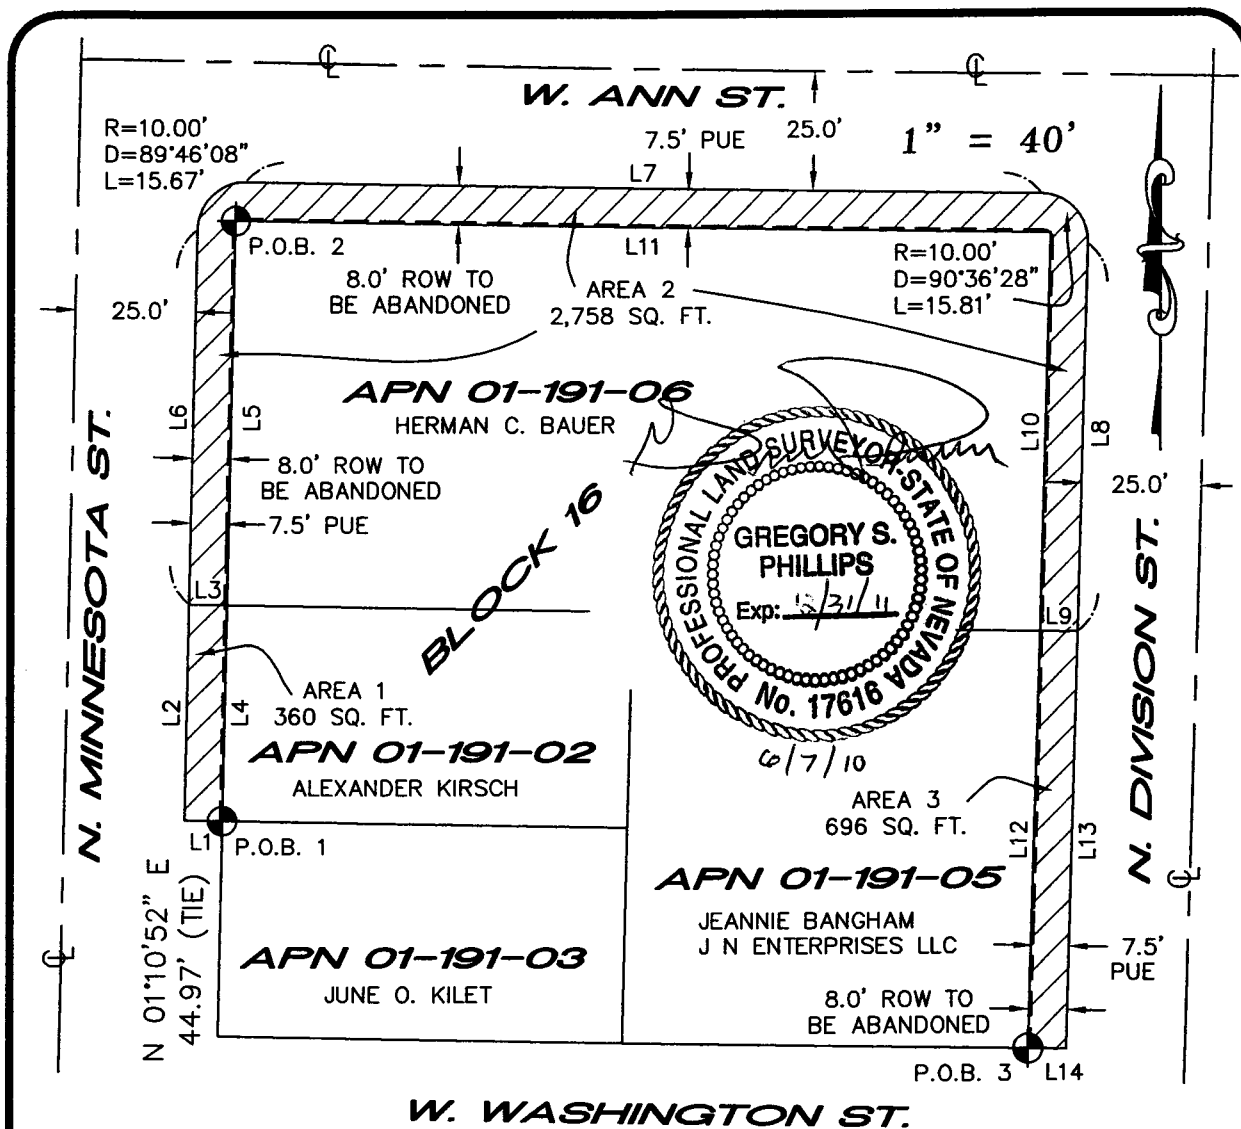 W. ANN ST.
1" = 40'
R=10.00'
D=89°46'08"
L=15.67'
7.5' PUE
25.0'
L7
P.O.B. 2
L11
8.0' ROW TO
BE ABANDONED
AREA 2
2,758 SQ. FT.
R=10.00'
D=90°36'28"
L=15.81'
25.0'
APN 01-191-06
HERMAN C. BAUER
L6
L5
L10
L8
8.0' ROW TO
BE ABANDONED
7.5' PUE
25.0'
N. MINNESOTA ST.
BLOCK 16
PROFESSIONAL LAND SURVEYOR-STATE OF NEVADA
GREGORY S.
PHILLIPS
Exp: 12/31/11
No. 17616
6/7/10
N. DIVISION ST.
L3
L9
AREA 1
360 SQ. FT.
L2
L4
APN 01-191-02
ALEXANDER KIRSCH
AREA 3
696 SQ. FT.
L1
P.O.B. 1
L12
L13
N 01°10'52" E
44.97' (TIE)
APN 01-191-05
JEANNIE BANGHAM
J N ENTERPRISES LLC
APN 01-191-03
JUNE O. KILET
7.5'
PUE
8.0' ROW TO
BE ABANDONED
P.O.B. 3
L14
W. WASHINGTON ST.